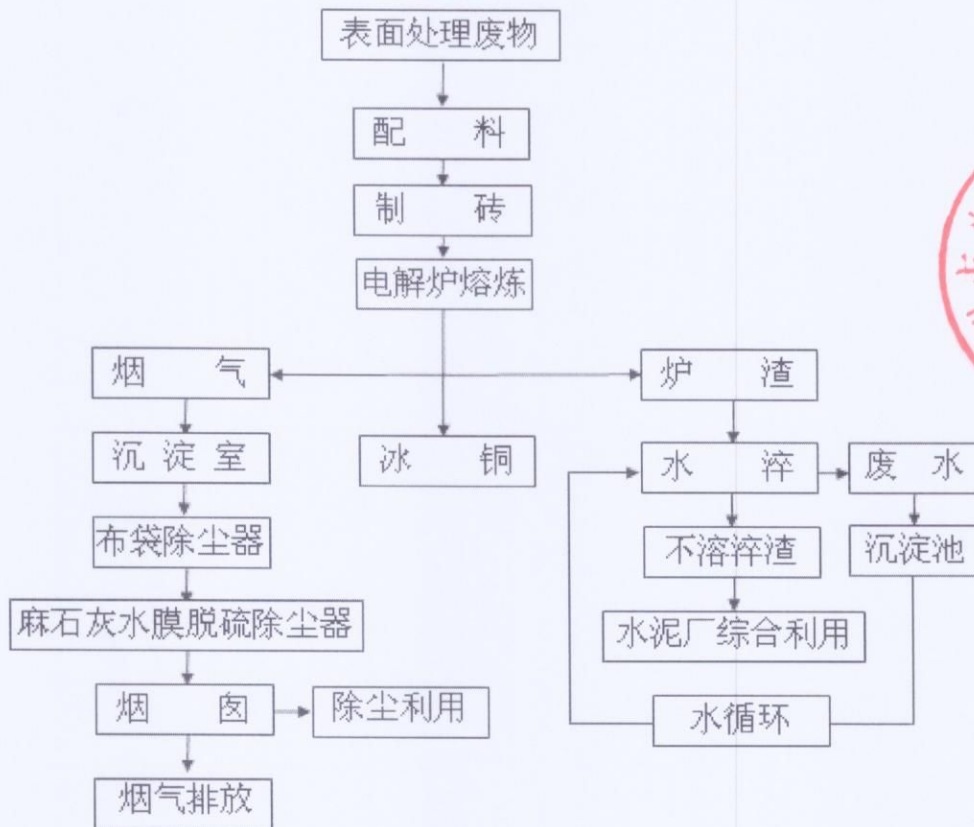 表面处理废物
配 料
制 砖
电解炉熔炼
烟 气
炉 渣
沉 淀 室
冰 铜
水 淬
废 水
布袋除尘器
不溶淬渣
沉淀池
麻石灰水膜脱硫除尘器
水泥厂综合利用
烟 囱
除尘利用
水循环
烟气排放